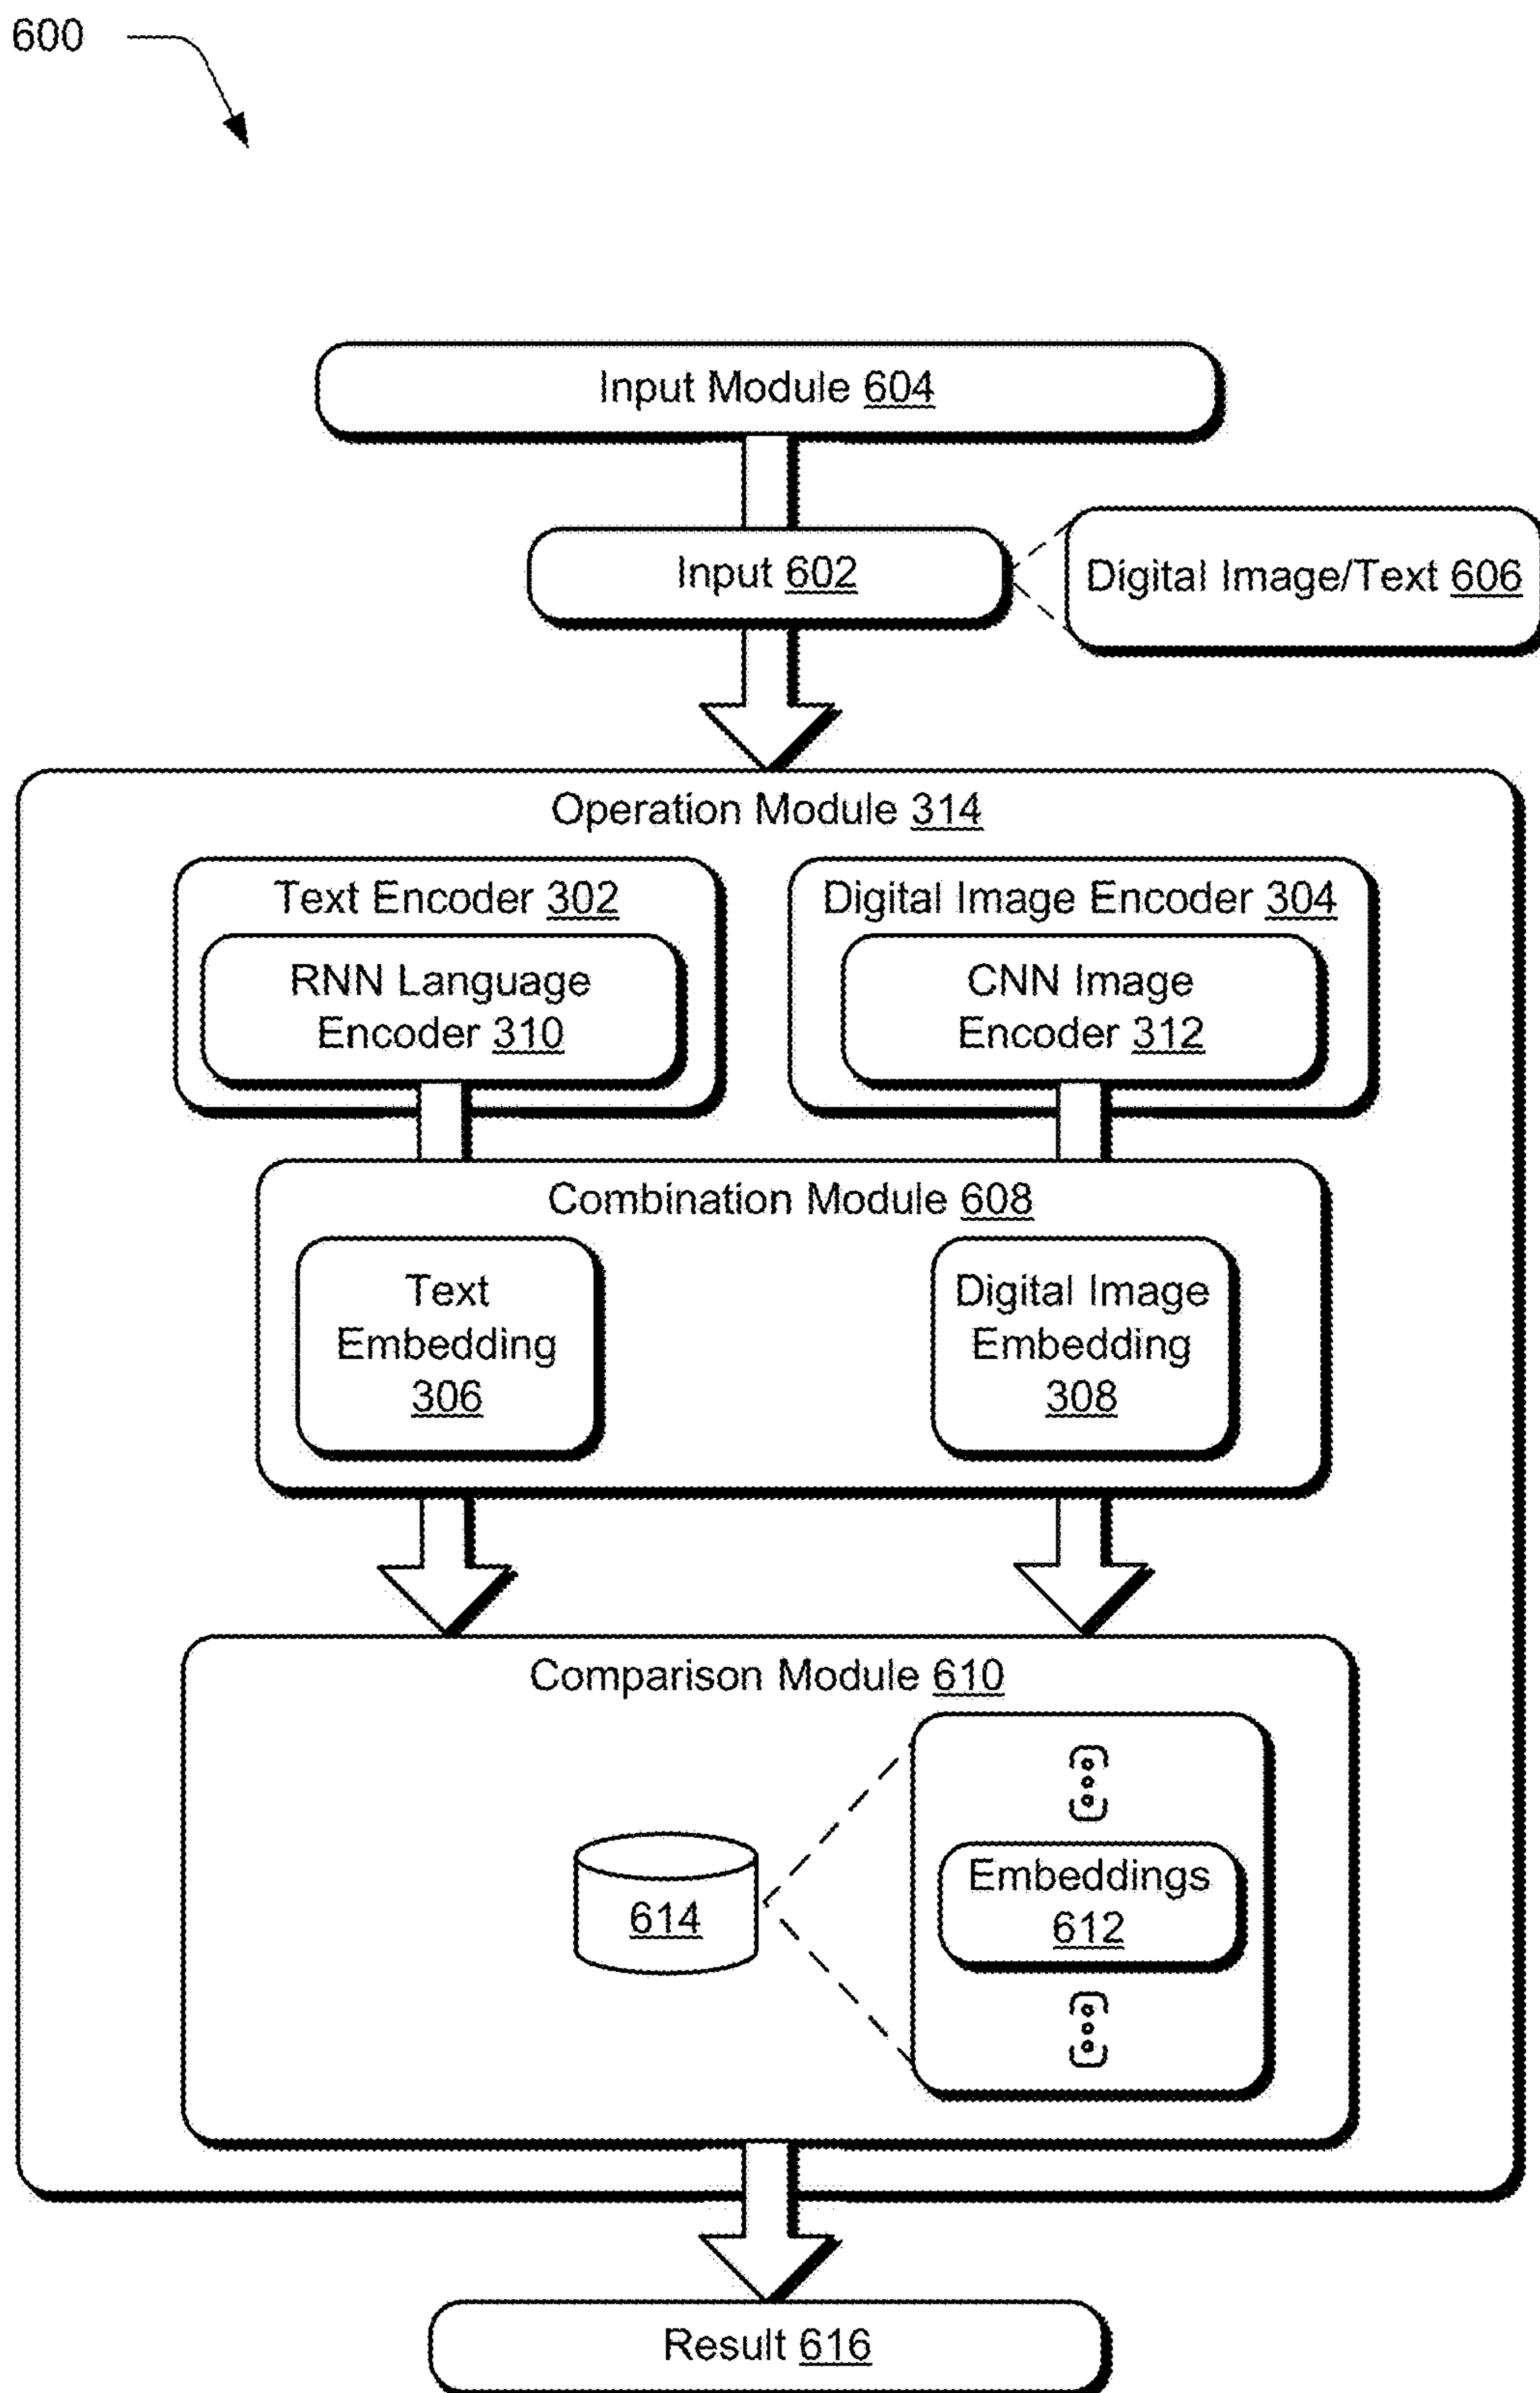 600
Input Module 604
Input 602
Digital Image/Text 606
Operation Module 314
Text Encoder 302
RNN Language
Encoder 310
Digital Image Encoder 304
CNN Image
Encoder 312
Combination Module 608
Text
Embedding
306
Digital Image
Embedding
308
Comparison Module 610
614
Embeddings
612
Result 616